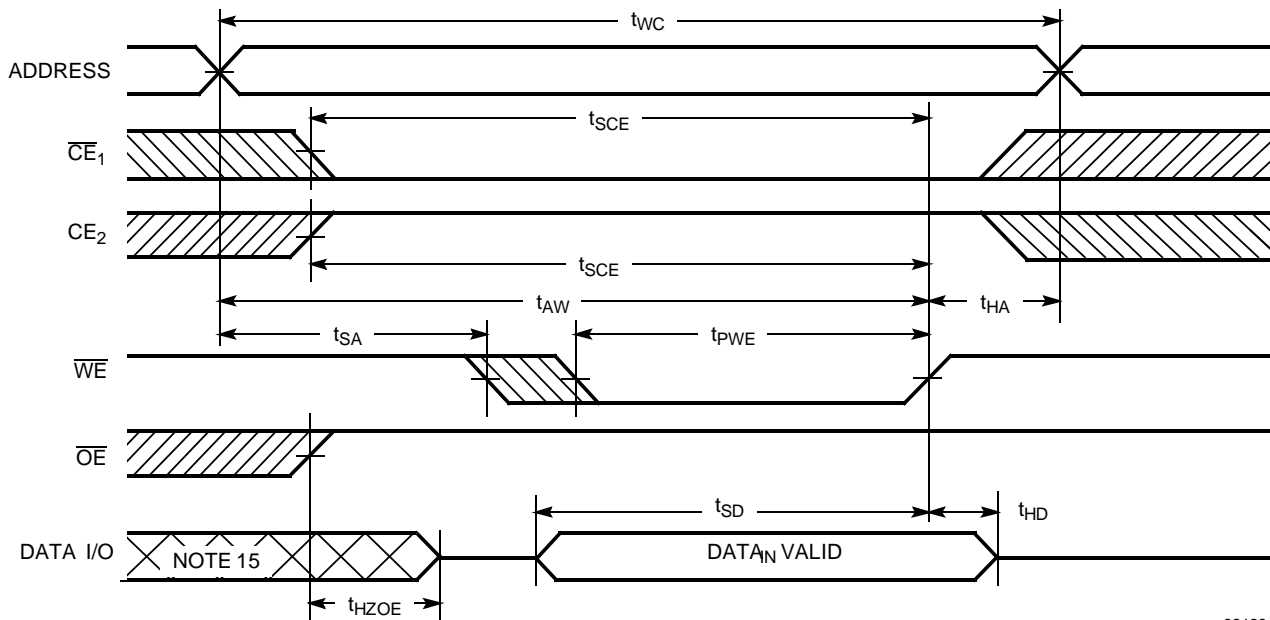 tWC
ADDRESS
tSCE
CE1
CE2
tSCE
tAW
tHA
tSA
tPWE
WE
OE
tSD
tHD
DATA I/O
NOTE 15
DATAIN VALID
tHZOE